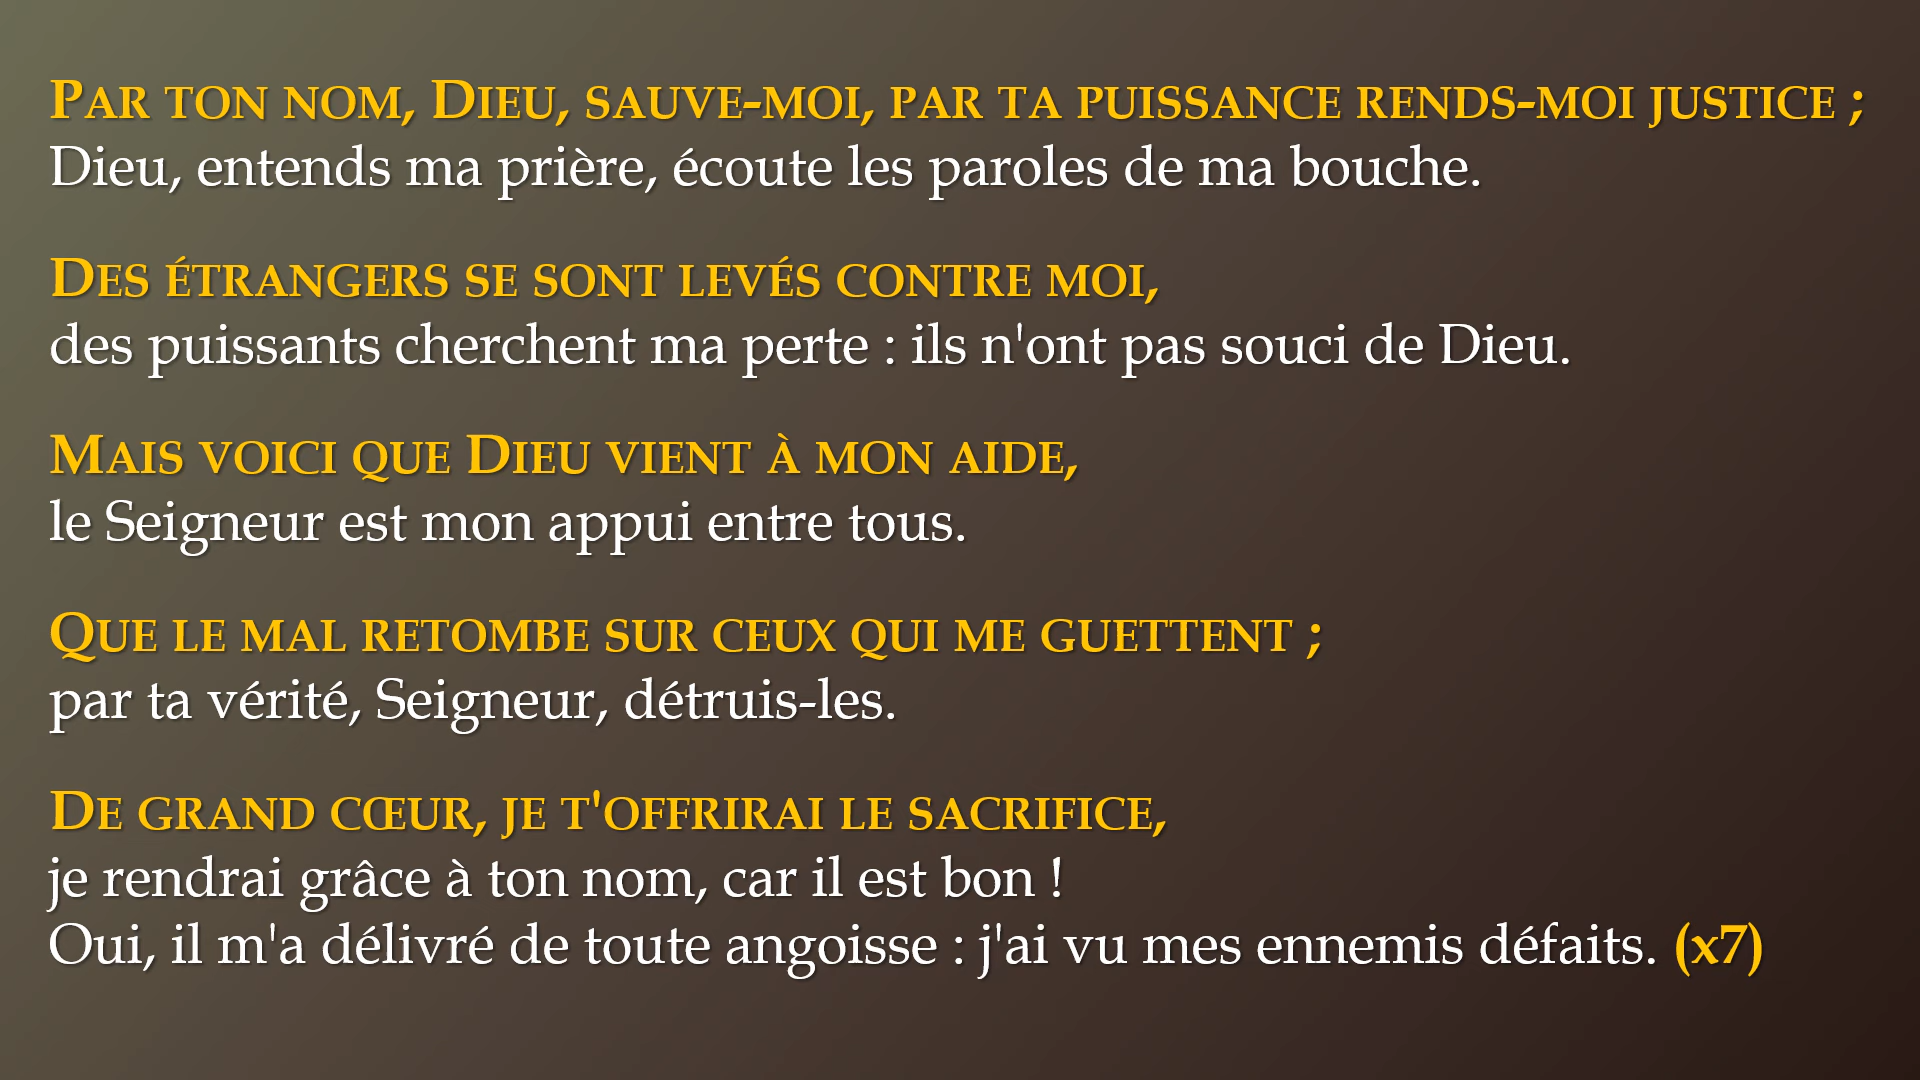 Par ton nom, Dieu, sauve-moi, par ta puissance rends-moi justice ;
Dieu, entends ma prière, écoute les paroles de ma bouche.
Des étrangers se sont levés contre moi,
des puissants cherchent ma perte : ils n'ont pas souci de Dieu.
Mais voici que Dieu vient à mon aide,
le Seigneur est mon appui entre tous.
Que le mal retombe sur ceux qui me guettent ;
par ta vérité, Seigneur, détruis-les.
De grand cœur, je t'offrirai le sacrifice,
je rendrai grâce à ton nom, car il est bon !
Oui, il m'a délivré de toute angoisse : j'ai vu mes ennemis défaits. (x7)